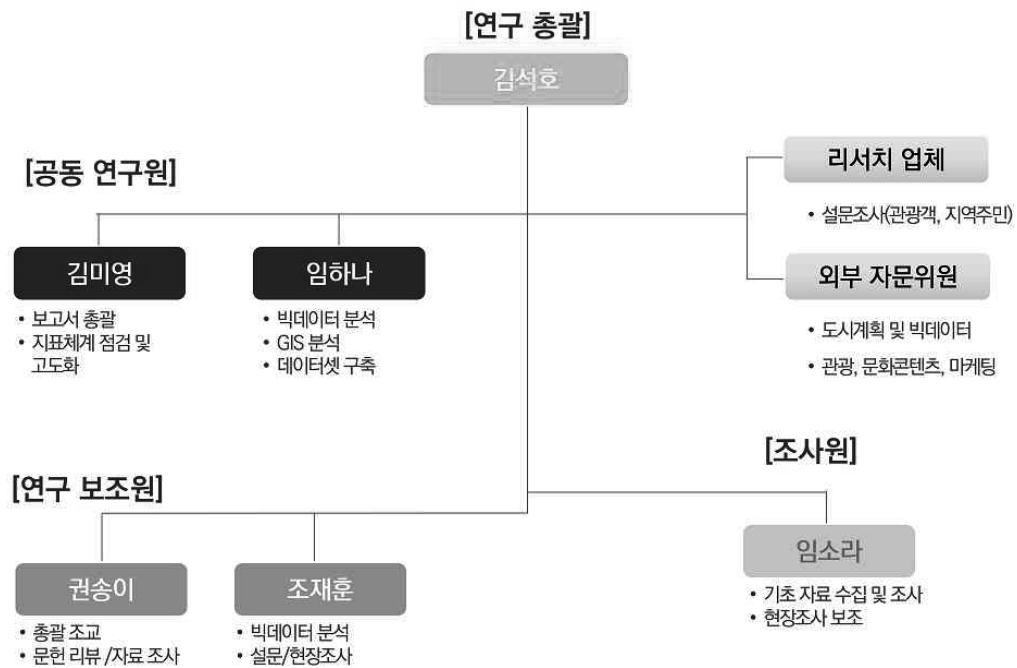 [연구 총괄]
김석호
[공동 연구원]
김미영
• 보고서 총괄
• 지표체계 점검 및
고도화
임하나
• 빅데이터 분석
• GIS 분석
• 데이터셋 구축
리서치 업체
• 설문조사(관광객, 지역주민)
외부 자문위원
• 도시계획 및 빅데이터
• 관광, 문화콘텐츠, 마케팅
[연구 보조원]
권송이
• 총괄 조교
• 문헌 리뷰 /자료 조사
조재훈
• 빅데이터 분석
• 설문/현장조사
[조사원]
임소라
• 기초 자료 수집 및 조사
• 현장조사 보조